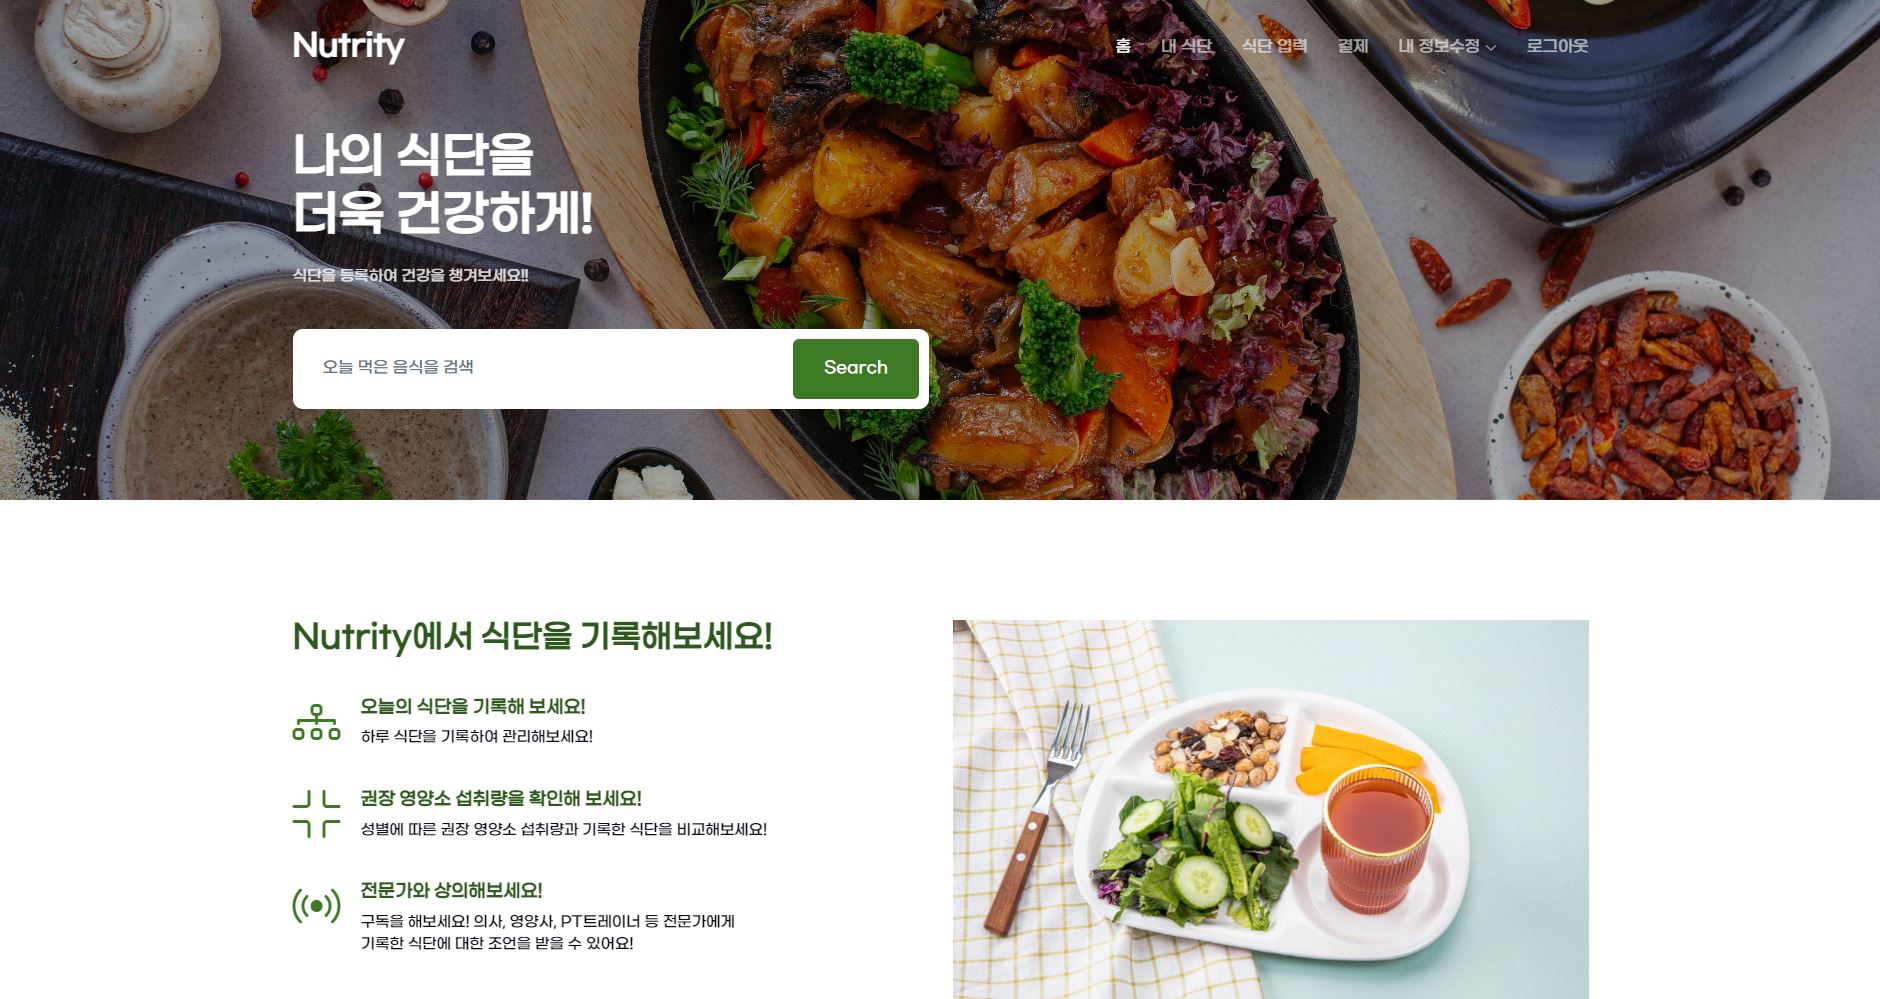 Nutrity
홈 내 식단 식단 입력 결제 내 정보수정 로그아웃
나의 식단을
더욱 건강하게!
식단을 등록하여 건강을 챙겨보세요!!
오늘 먹은 음식을 검색
Search
Nutrity에서 식단을 기록해보세요!
오늘의 식단을 기록해 보세요!
하루 식단을 기록하여 관리해보세요!
권장 영양소 섭취량을 확인해 보세요!
성별에 따른 권장 영양소 섭취량과 기록한 식단을 비교해보세요!
전문가와 상의해보세요!
구독을 해보세요! 의사, 영양사, PT트레이너 등 전문가에게
기록한 식단에 대한 조언을 받을 수 있어요!